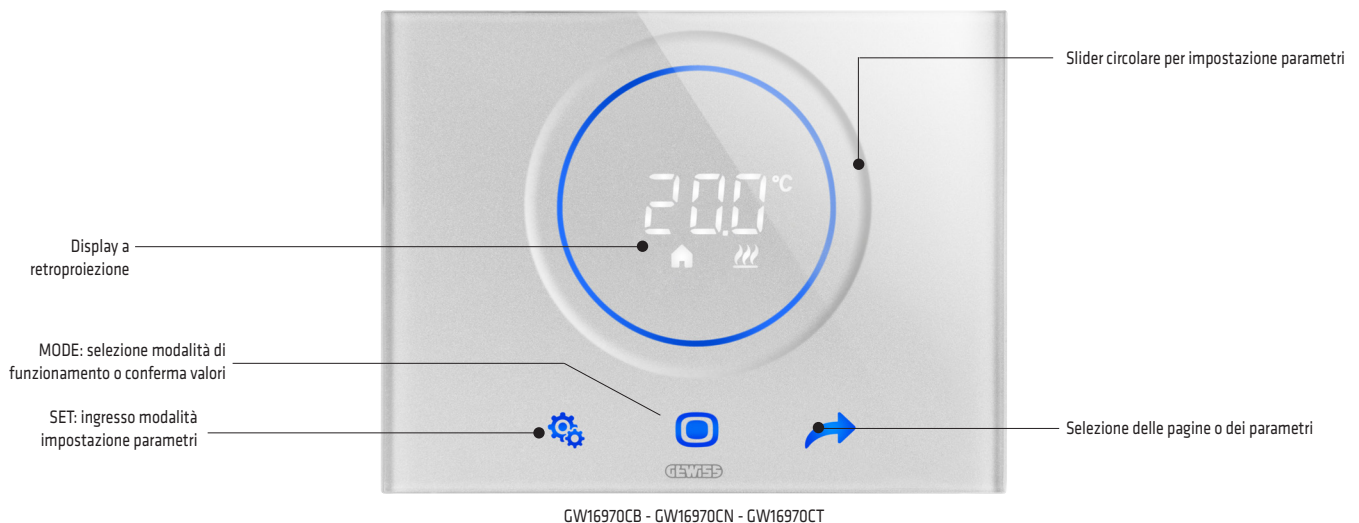 Slider circolare per impostazione parametri
20.0 °C
Display a
retroproiezione
MODE: selezione modalità di
funzionamento o conferma valori
SET: ingresso modalità
impostazione parametri
Selezione delle pagine o dei parametri
GEWISS
GW16970CB - GW16970CN - GW16970CT